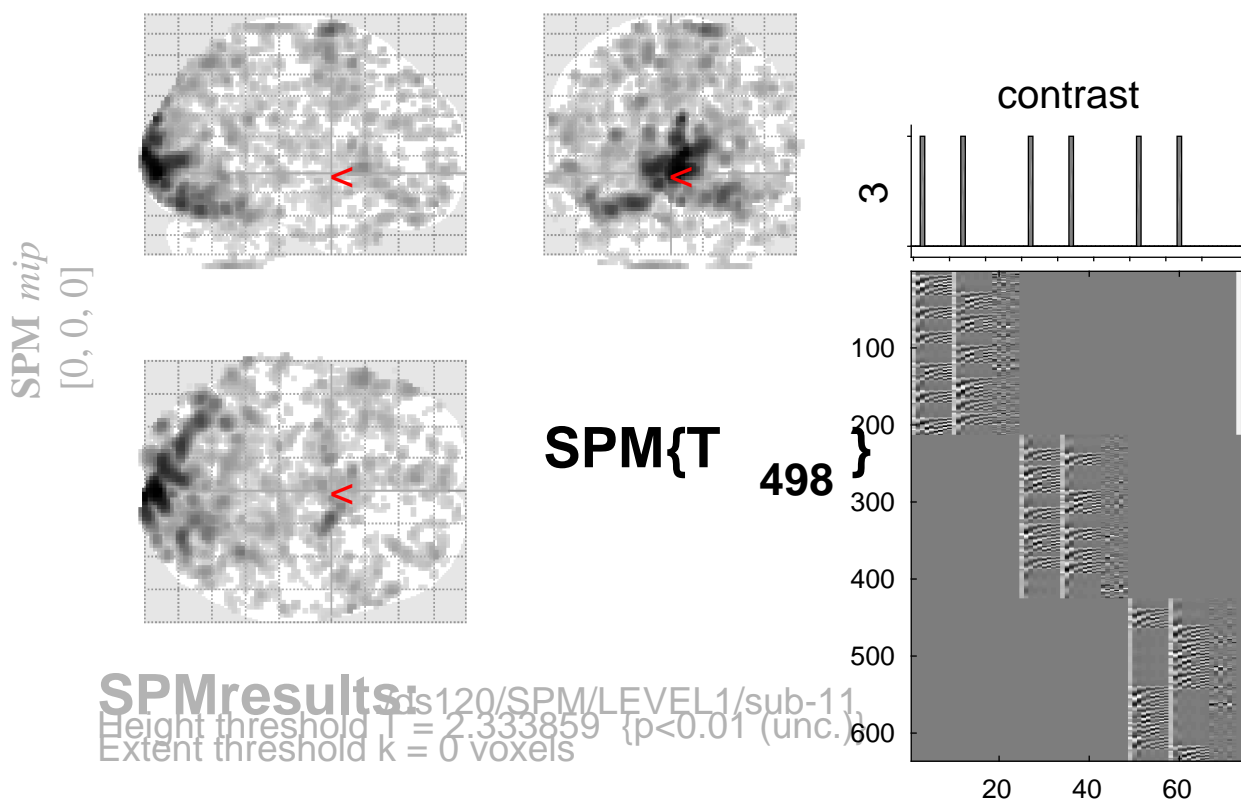 SPM mip
[0, 0, 0]
<
<
<
SPM{T498}
contrast
3
100
200
300
400
500
600
20 40 60
SPMresults: /ds120/SPM/LEVEL1/sub-11
Height threshold T = 2.333859 {p<0.01 (unc.)}
Extent threshold k = 0 voxels